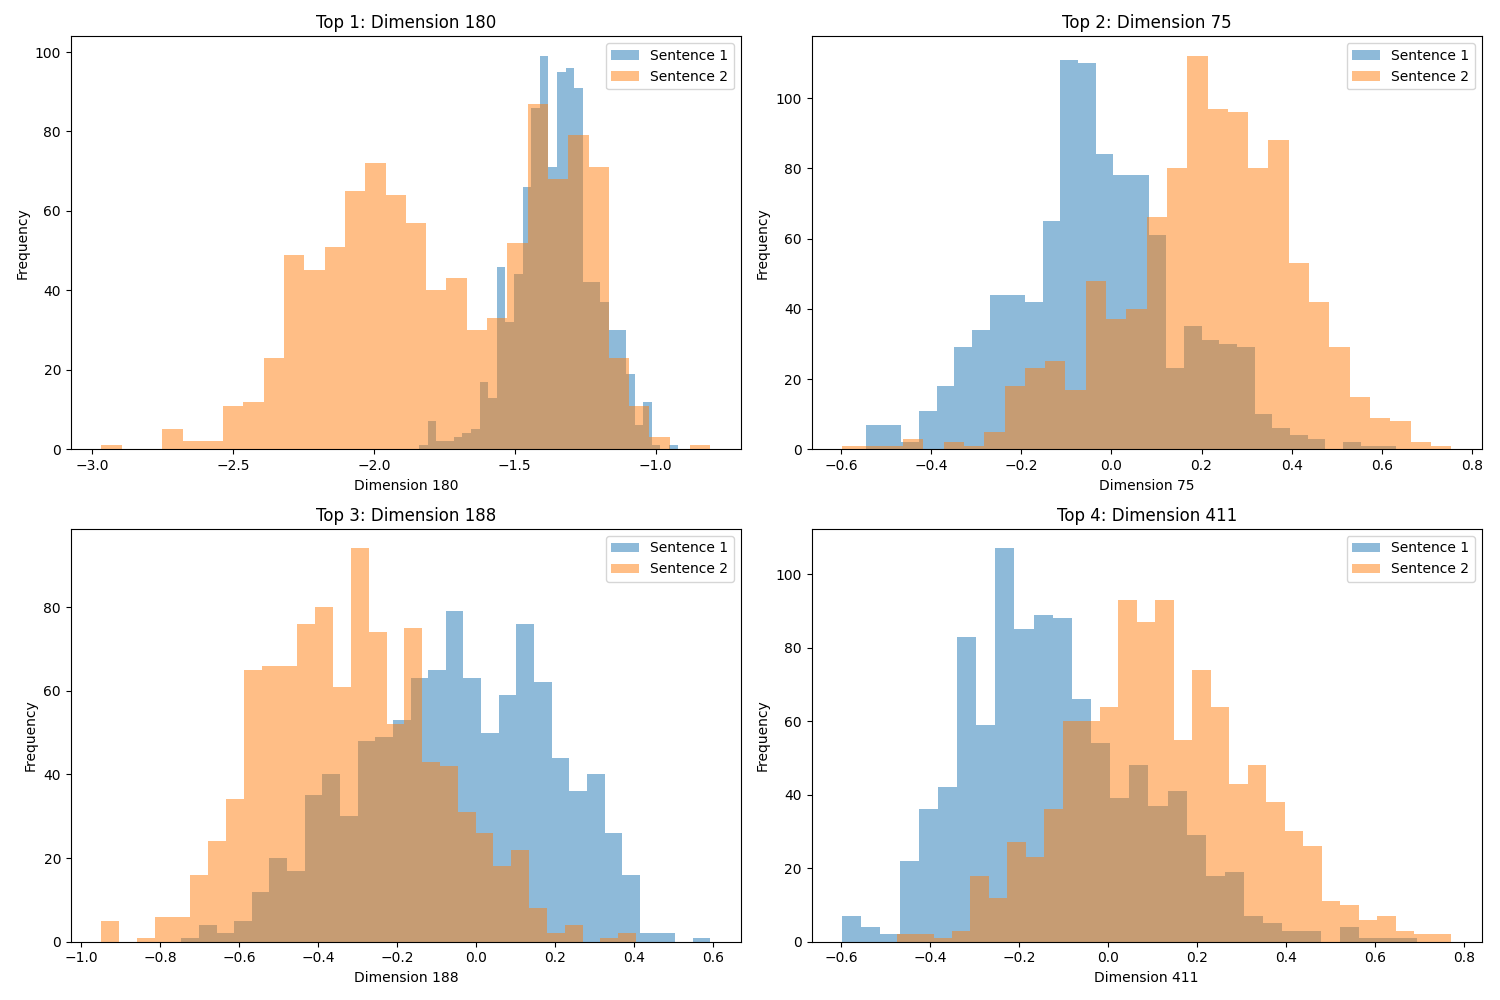 Top 1: Dimension 180
Sentence 1
Sentence 2
Frequency
100
80
60
40
20
0
−3.0 −2.5 −2.0 −1.5 −1.0
Dimension 180
Top 2: Dimension 75
Sentence 1
Sentence 2
Frequency
100
80
60
40
20
0
−0.6 −0.4 −0.2 0.0 0.2 0.4 0.6 0.8
Dimension 75
Top 3: Dimension 188
Sentence 1
Sentence 2
Frequency
80
60
40
20
0
−1.0 −0.8 −0.6 −0.4 −0.2 0.0 0.2 0.4 0.6
Dimension 188
Top 4: Dimension 411
Sentence 1
Sentence 2
Frequency
100
80
60
40
20
0
−0.6 −0.4 −0.2 0.0 0.2 0.4 0.6 0.8
Dimension 411